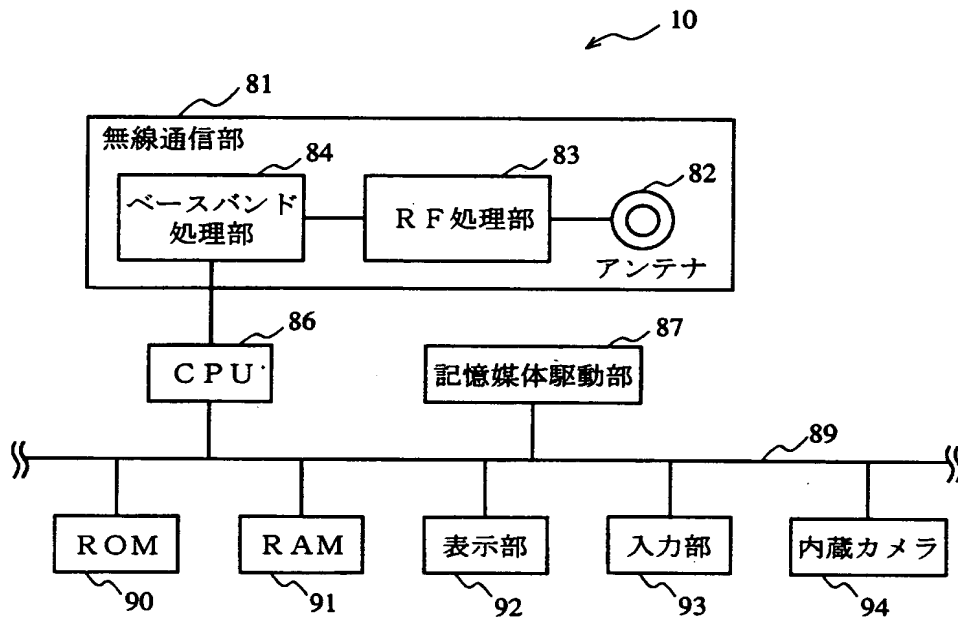 10
81
無線通信部
84
83
82
ベースバンド
処理部
RF処理部
アンテナ
86
87
CPU
記憶媒体駆動部
89
ROM
RAM
表示部
入力部
内蔵カメラ
90
91
92
93
94